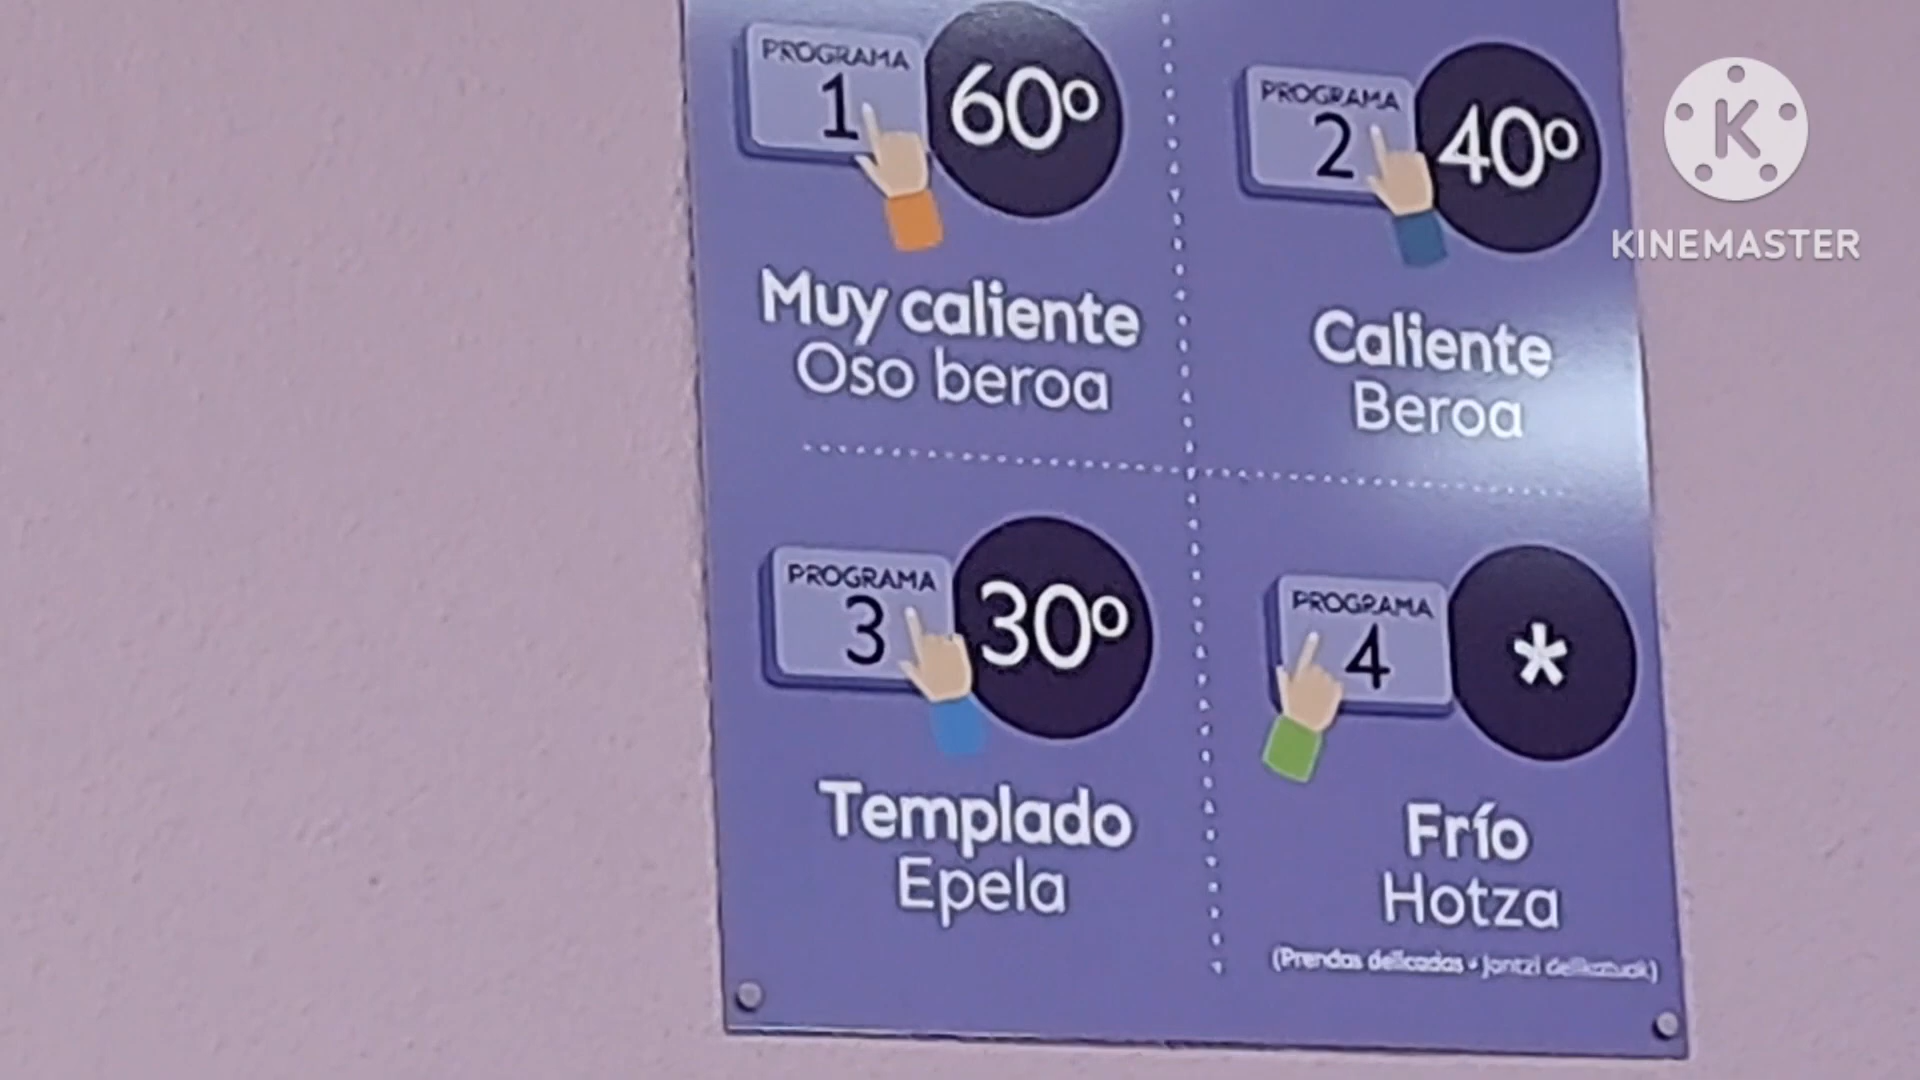 PROGRAMA
1
60º
Muy caliente
Oso beroa
PROGRAMA
2
40º
Caliente
Beroa
PROGRAMA
3
30º
Templado
Epela
PROGRAMA
4
*
Frío
Hotza
(Prendas delicadas • Jantzi delikatuak)
KINEMASTER